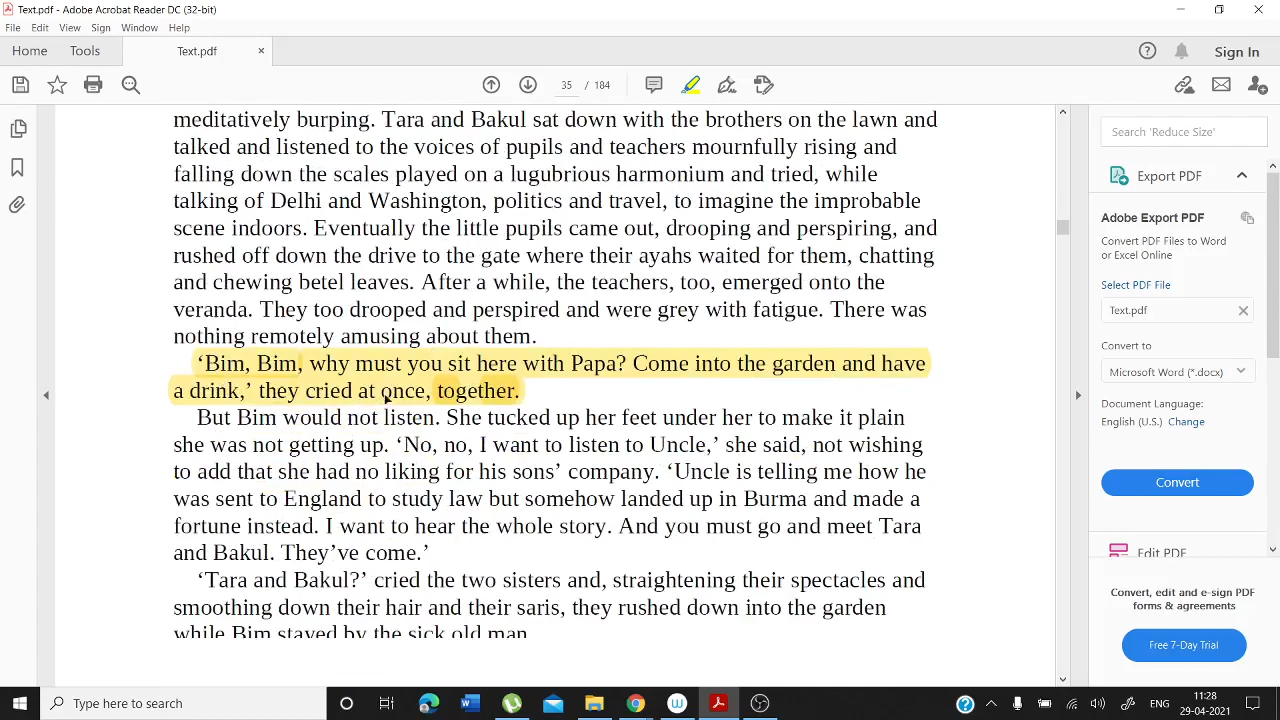 Text.pdf - Adobe Acrobat Reader DC (32-bit)
File Edit View Sign Window Help
Home Tools Text.pdf × Sign In
35 / 184
meditatively burping. Tara and Bakul sat down with the brothers on the lawn and
talked and listened to the voices of pupils and teachers mournfully rising and
falling down the scales played on a lugubrious harmonium and tried, while
talking of Delhi and Washington, politics and travel, to imagine the improbable
scene indoors. Eventually the little pupils came out, drooping and perspiring, and
rushed off down the drive to the gate where their ayahs waited for them, chatting
and chewing betel leaves. After a while, the teachers, too, emerged onto the
veranda. They too drooped and perspired and were grey with fatigue. There was
nothing remotely amusing about them.
‘Bim, Bim, why must you sit here with Papa? Come into the garden and have
a drink,’ they cried at once, together.
But Bim would not listen. She tucked up her feet under her to make it plain
she was not getting up. ‘No, no, I want to listen to Uncle,’ she said, not wishing
to add that she had no liking for his sons’ company. ‘Uncle is telling me how he
was sent to England to study law but somehow landed up in Burma and made a
fortune instead. I want to hear the whole story. And you must go and meet Tara
and Bakul. They’ve come.’
‘Tara and Bakul?’ cried the two sisters and, straightening their spectacles and
smoothing down their hair and their saris, they rushed down into the garden
while Bim stayed by the sick old man
Search 'Reduce Size'
Export PDF
Adobe Export PDF
Convert PDF Files to Word
or Excel Online
Select PDF File
Text.pdf
Convert to
Microsoft Word (*.docx)
Document Language:
English (U.S.) Change
Convert
Edit PDF
Convert, edit and e-sign PDF
forms & agreements
Free 7-Day Trial
Type here to search
ENG
11:28
29-04-2021